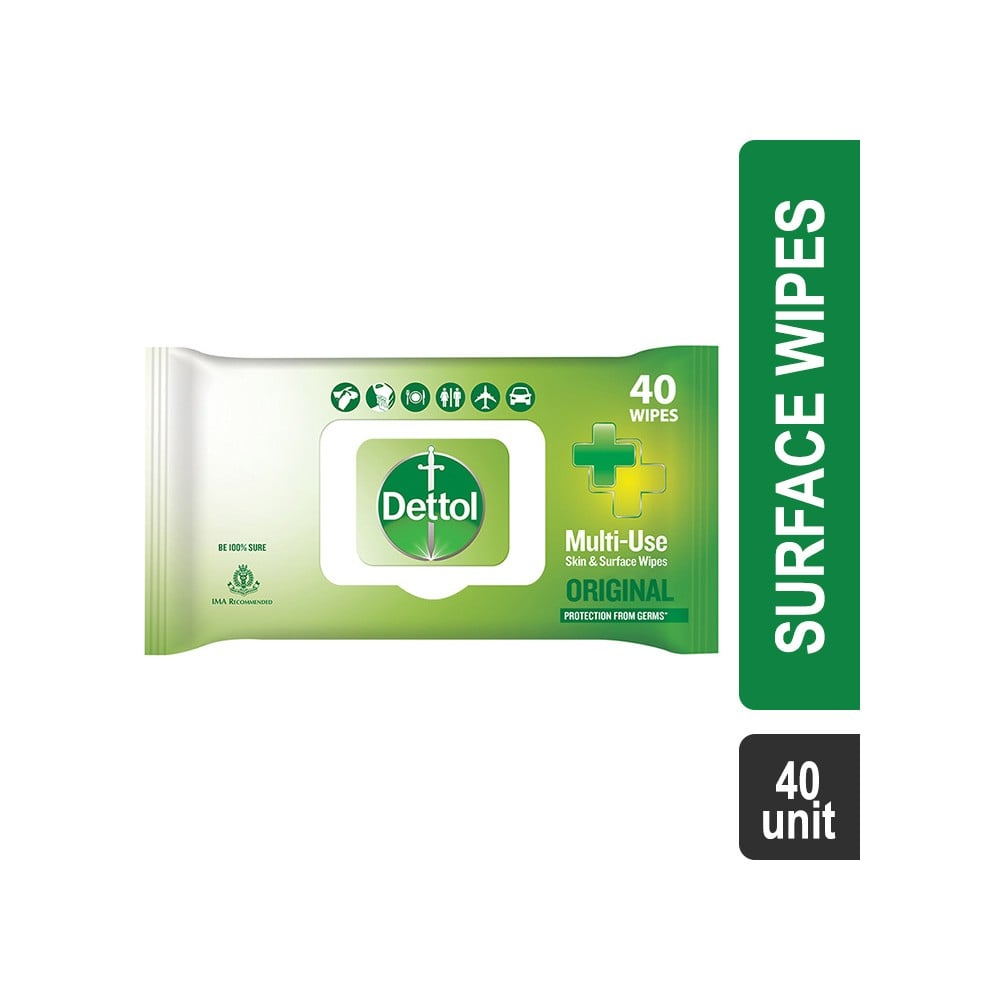 40
WIPES
Dettol
BE 100% SURE
IMA RECOMMENDED
Multi-Use
Skin & Surface Wipes
ORIGINAL
PROTECTION FROM GERMS*
SURFACE WIPES
40
unit